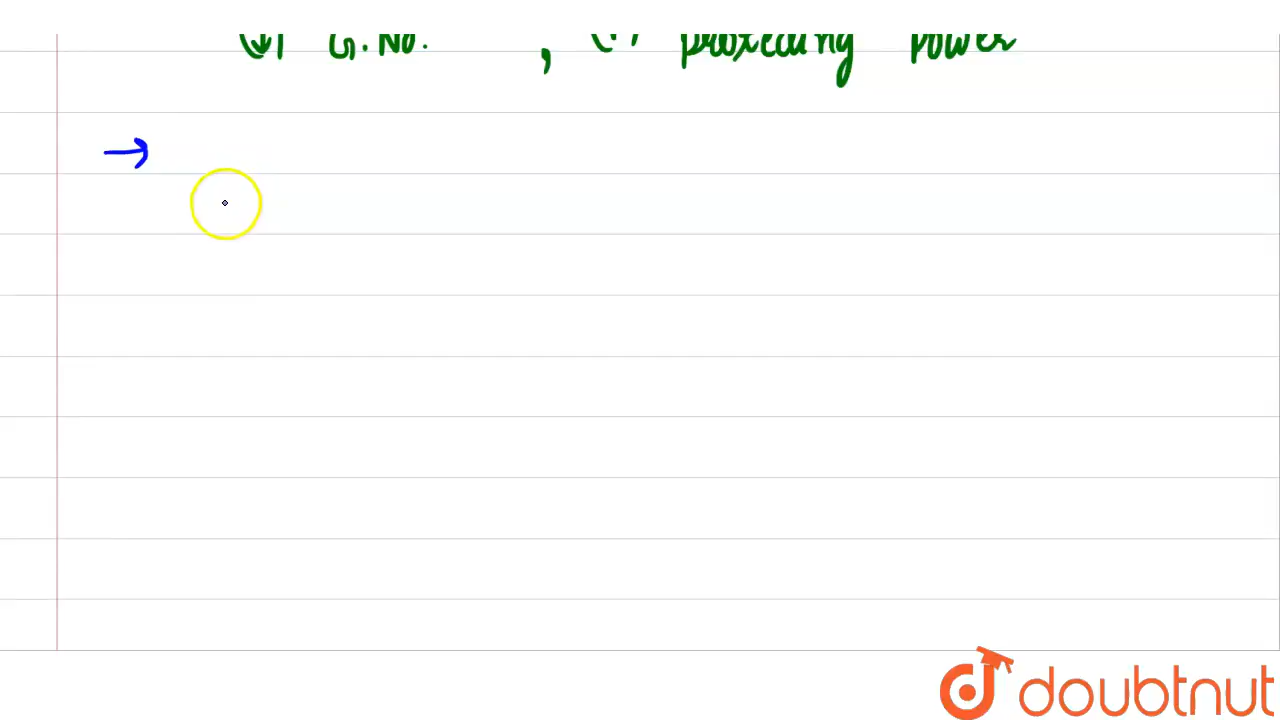 (↓) G.No. , (↑) protecting power
→
doubtnut